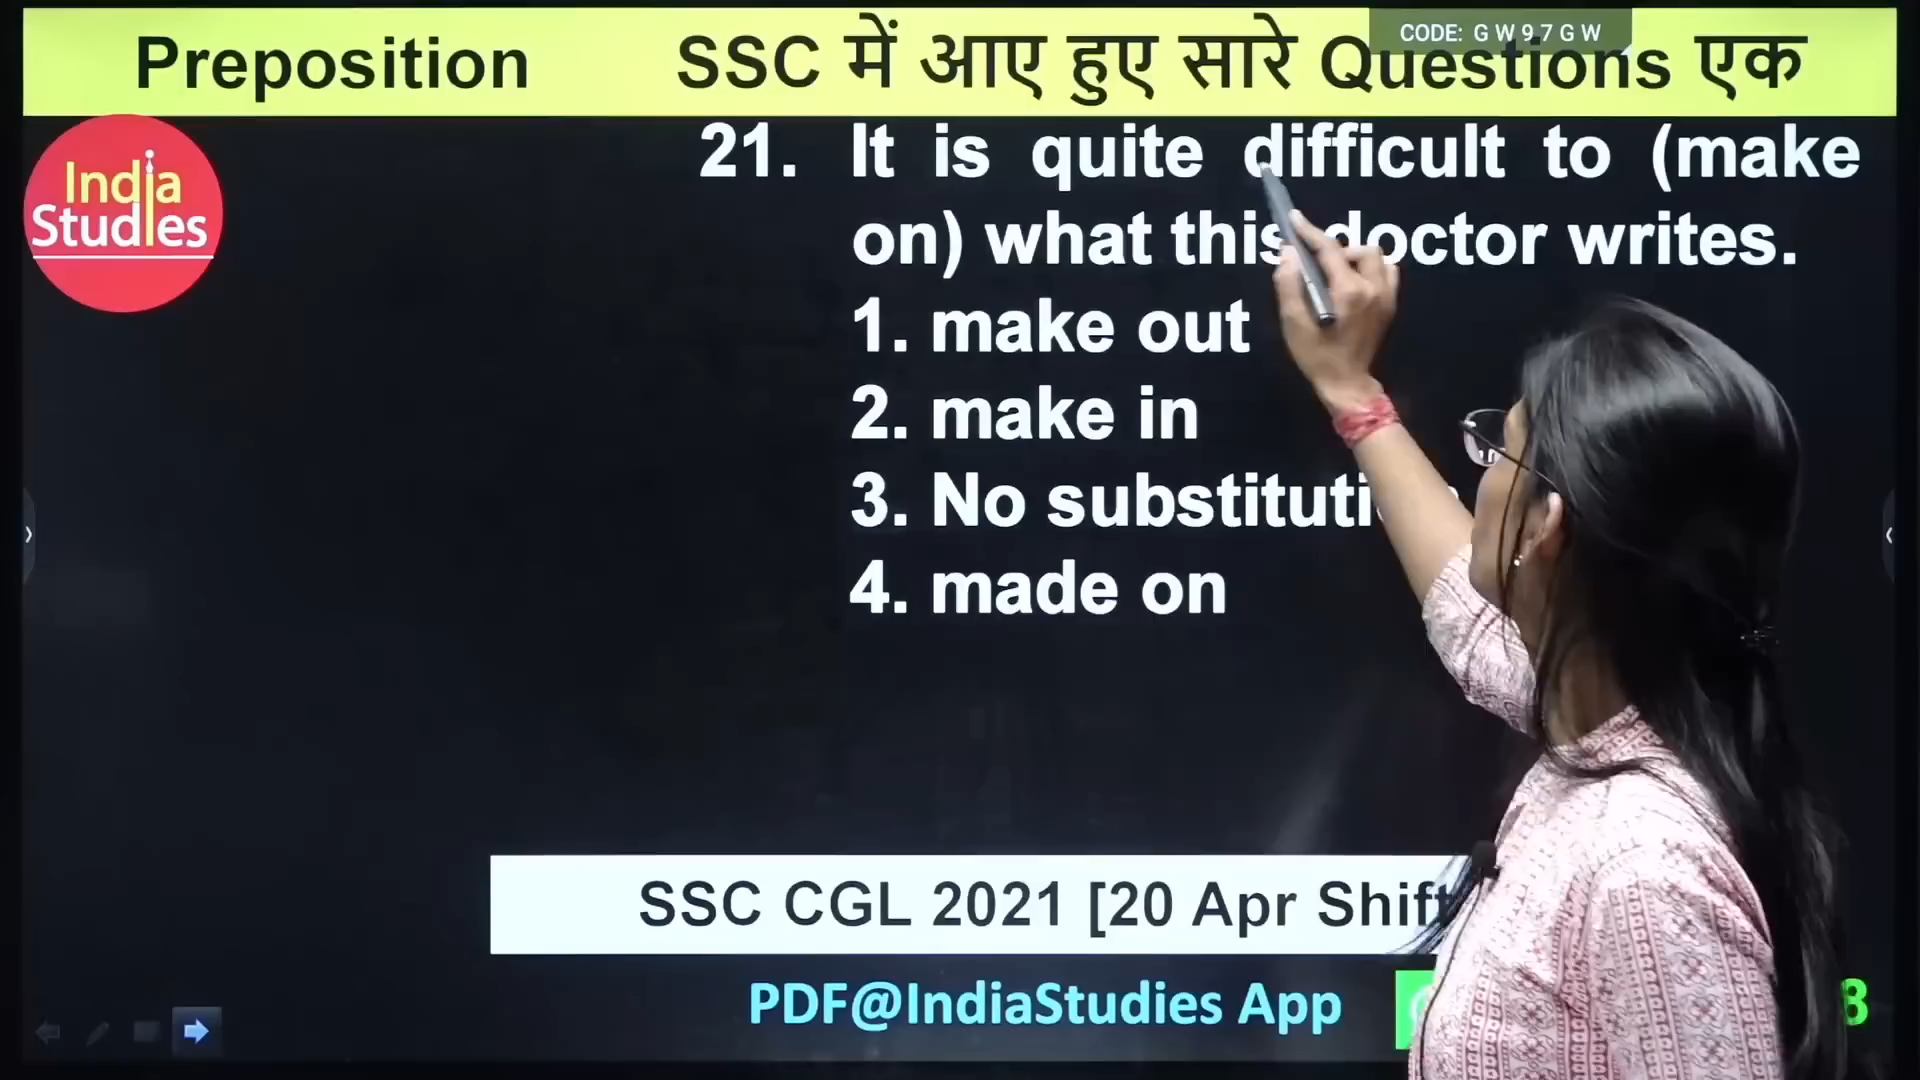 Preposition SSC में आए हुए सारे Questions एक
CODE: G W 9 7 G W
India
Studies
21. It is quite difficult to (make
on) what this doctor writes.
1. make out
2. make in
3. No
4. made on
SSC CGL 2021 [20 Apr Shift
PDF@IndiaStudies App
8